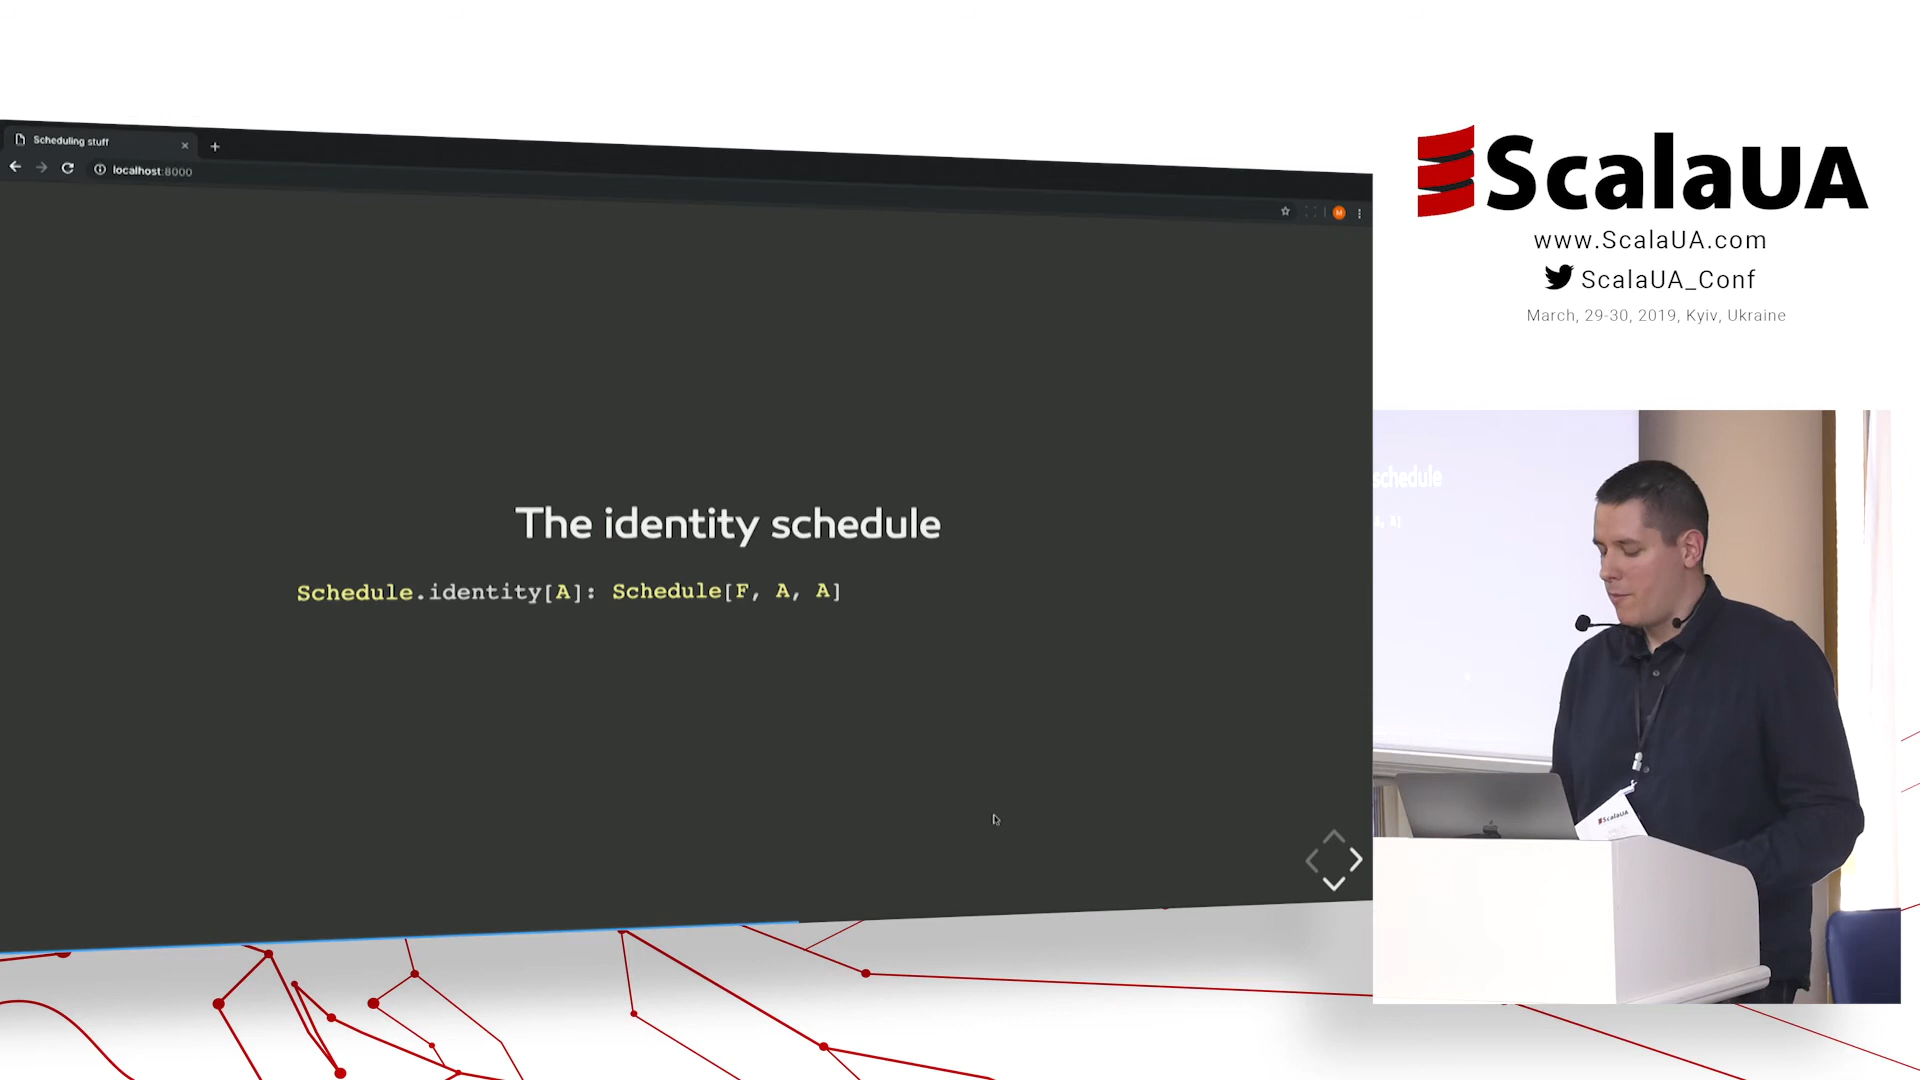 Scheduling stuff
localhost:8000
M
The identity schedule
Schedule.identity[A]: Schedule[F, A, A]
ScalaUA
www.ScalaUA.com
ScalaUA_Conf
March, 29-30, 2019, Kyiv, Ukraine
schedule
A, A]
ScalaUA